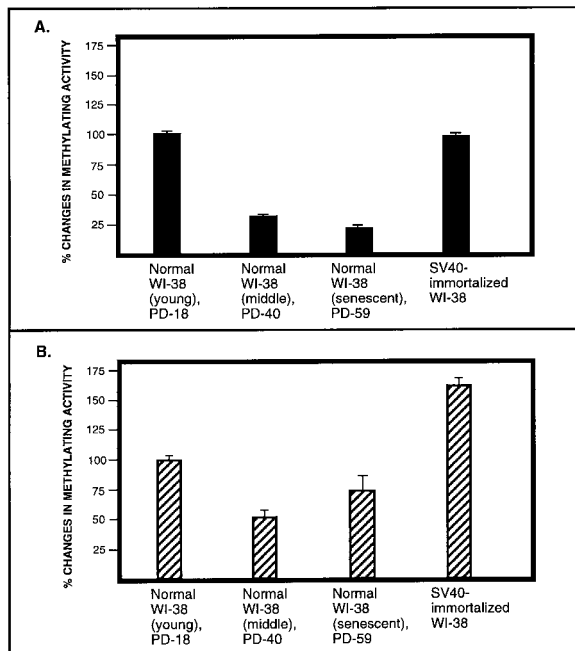 A.
% CHANGES IN METHYLATING ACTIVITY
175
150
125
100
75
50
25
Normal
WI-38
(young),
PD-18
Normal
WI-38
(middle),
PD-40
Normal
WI-38
(senescent),
PD-59
SV40-
immortalized
WI-38
B.
% CHANGES IN METHYLATING ACTIVITY
175
150
125
100
75
50
25
Normal
WI-38
(young),
PD-18
Normal
WI-38
(middle),
PD-40
Normal
WI-38
(senescent),
PD-59
SV40-
immortalized
WI-38